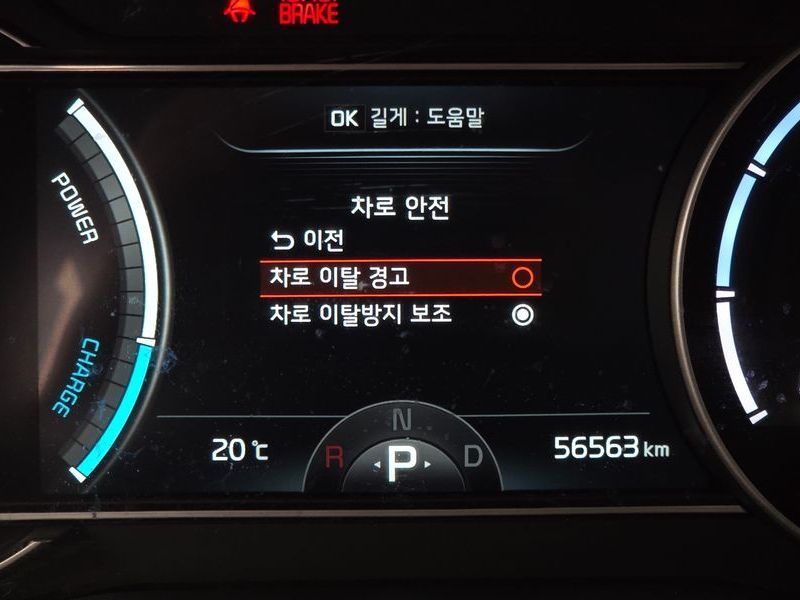 BRAKE
OK 길게 : 도움말
차로 안전
이전
차로 이탈 경고
차로 이탈방지 보조
POWER
CHARGE
20℃
N
R P D
56563 km